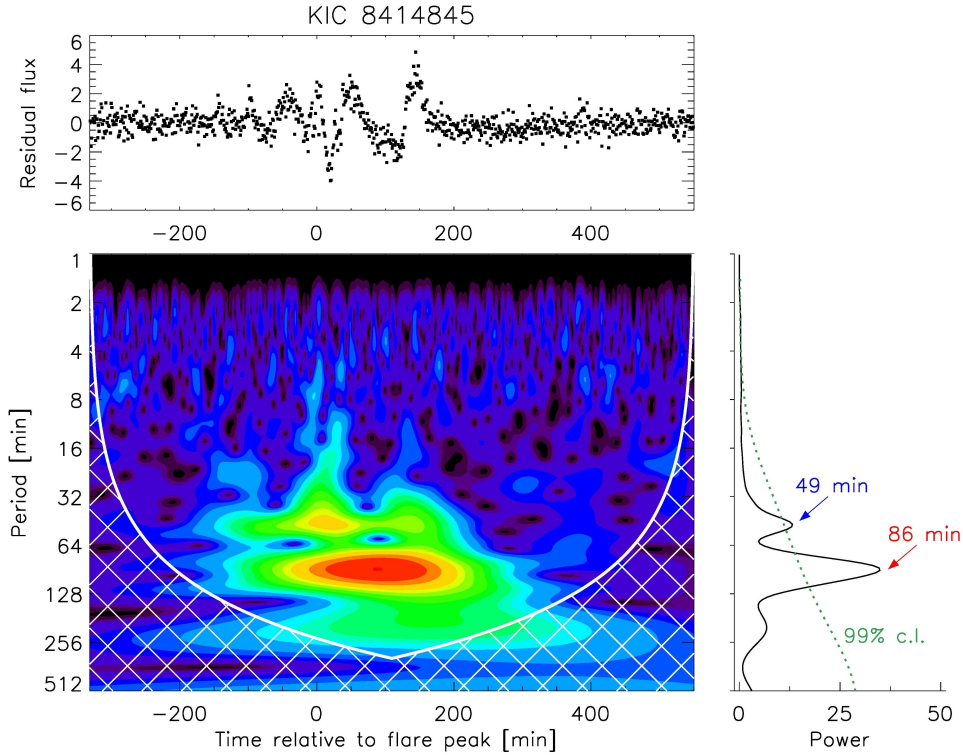 KIC 8414845
Residual flux
6
4
2
0
−2
−4
−6
−200 0 200 400
Period [min]
1
2
4
8
16
32
64
128
256
512
−200 0 200 400
Time relative to flare peak [min]
49 min
86 min
99% c.l.
0 25 50
Power